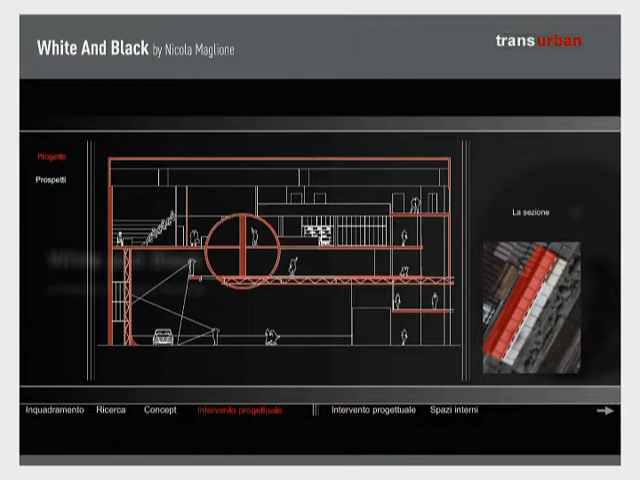 White And Black by Nicola Maglione
transurban
Progetto
Prospetti
La sezione
Inquadramento Ricerca Concept Intervento progettuale Intervento progettuale Spazi interni